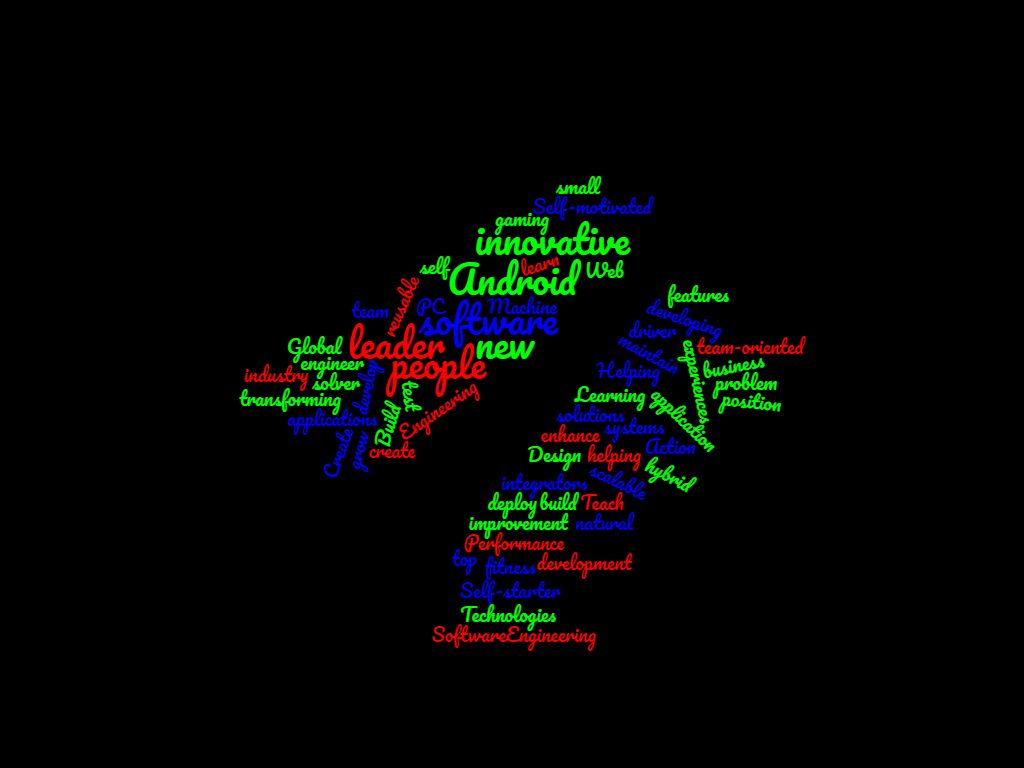 small
Self-motivated
gaming
innovative
self
Android
learn
Web
reusable
features
team
PC
Machine
developing
software
driver
Global
leader
new
maintain
team-oriented
engineer
people
experiences
business
industry
solver
develop
Helping
problem
transforming
test
Learning
application
position
applications
Build
Engineering
solutions
systems
Create
grow
create
enhance
Action
Design
helping
hybrid
integrators
scalable
deploy
build
Teach
improvement
natural
Performance
top
fitness
development
Self-starter
Technologies
SoftwareEngineering